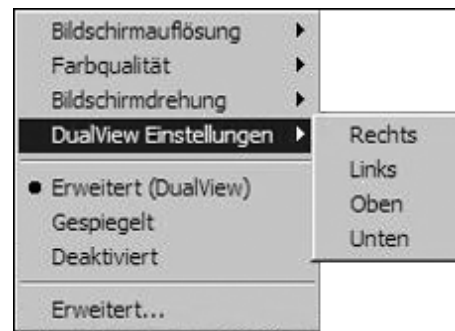 Bildschirmauflösung
Farbqualität
Bildschirmdrehung
DualView Einstellungen
Rechts
Links
Oben
Unten
Erweitert (DualView)
Gespiegelt
Deaktiviert
Erweitert...